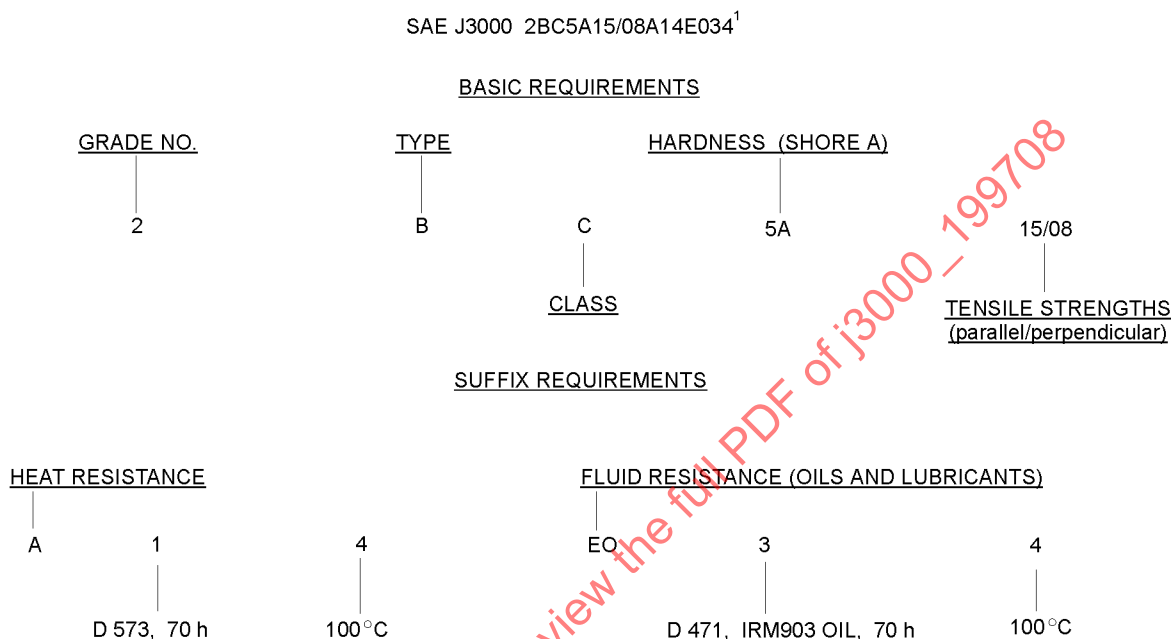 SAE J3000 2BC5A15/08A14E034¹
BASIC REQUIREMENTS
GRADE NO. TYPE HARDNESS (SHORE A)
2 B C 5A 15/08
CLASS TENSILE STRENGTHS
(parallel/perpendicular)
SUFFIX REQUIREMENTS
HEAT RESISTANCE FLUID RESISTANCE (OILS AND LUBRICANTS)
A 1 4 EO 3 4
D 573, 70 h 100°C D 471, IRM903 OIL, 70 h 100°C
view the full PDF of j3000_199708